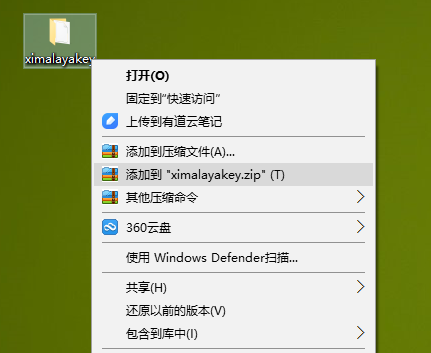 ximalayakey
打开(O)
固定到"快速访问"
上传到有道云笔记
添加到压缩文件(A)...
添加到 "ximalayakey.zip" (T)
其他压缩命令
360云盘
使用 Windows Defender扫描...
共享(H)
还原以前的版本(V)
包含到库中(I)